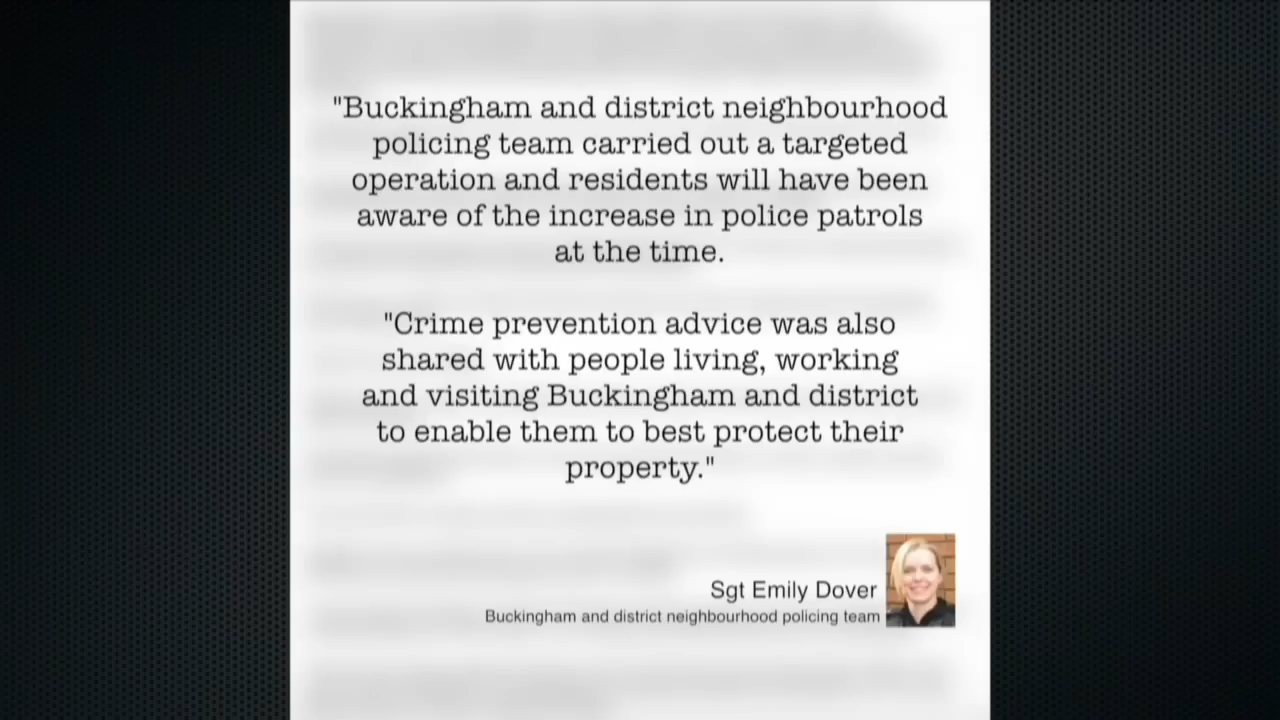 "Buckingham and district neighbourhood
policing team carried out a targeted
operation and residents will have been
aware of the increase in police patrols
at the time.
"Crime prevention advice was also
shared with people living, working
and visiting Buckingham and district
to enable them to best protect their
property."
Sgt Emily Dover
Buckingham and district neighbourhood policing team